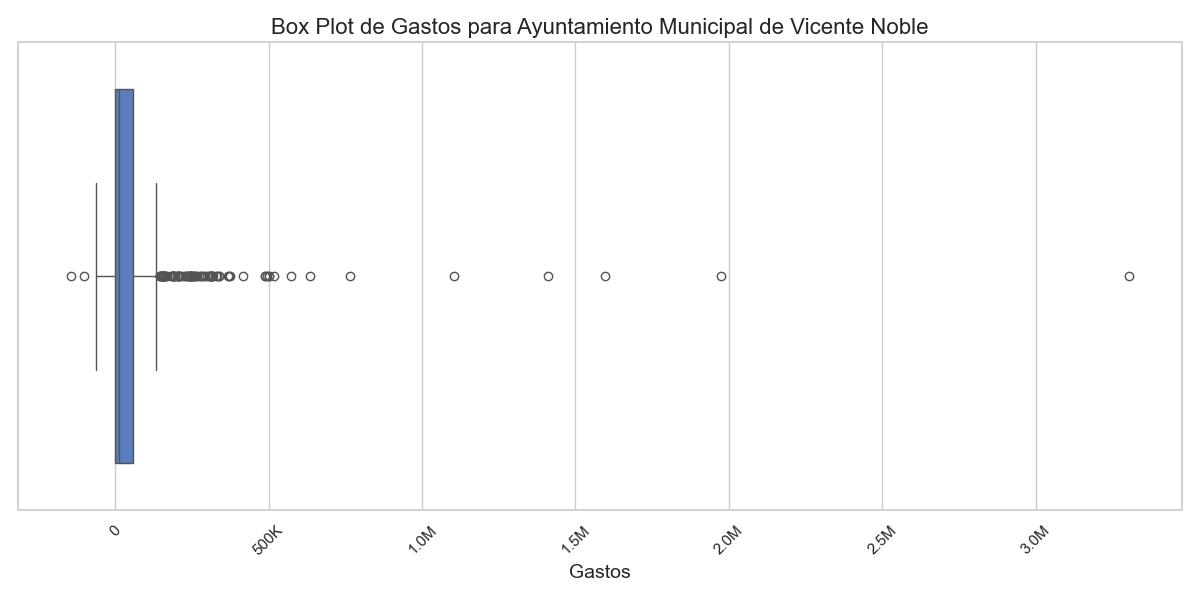 Box Plot de Gastos para Ayuntamiento Municipal de Vicente Noble
0
500K
1.0M
1.5M
2.0M
2.5M
3.0M
Gastos